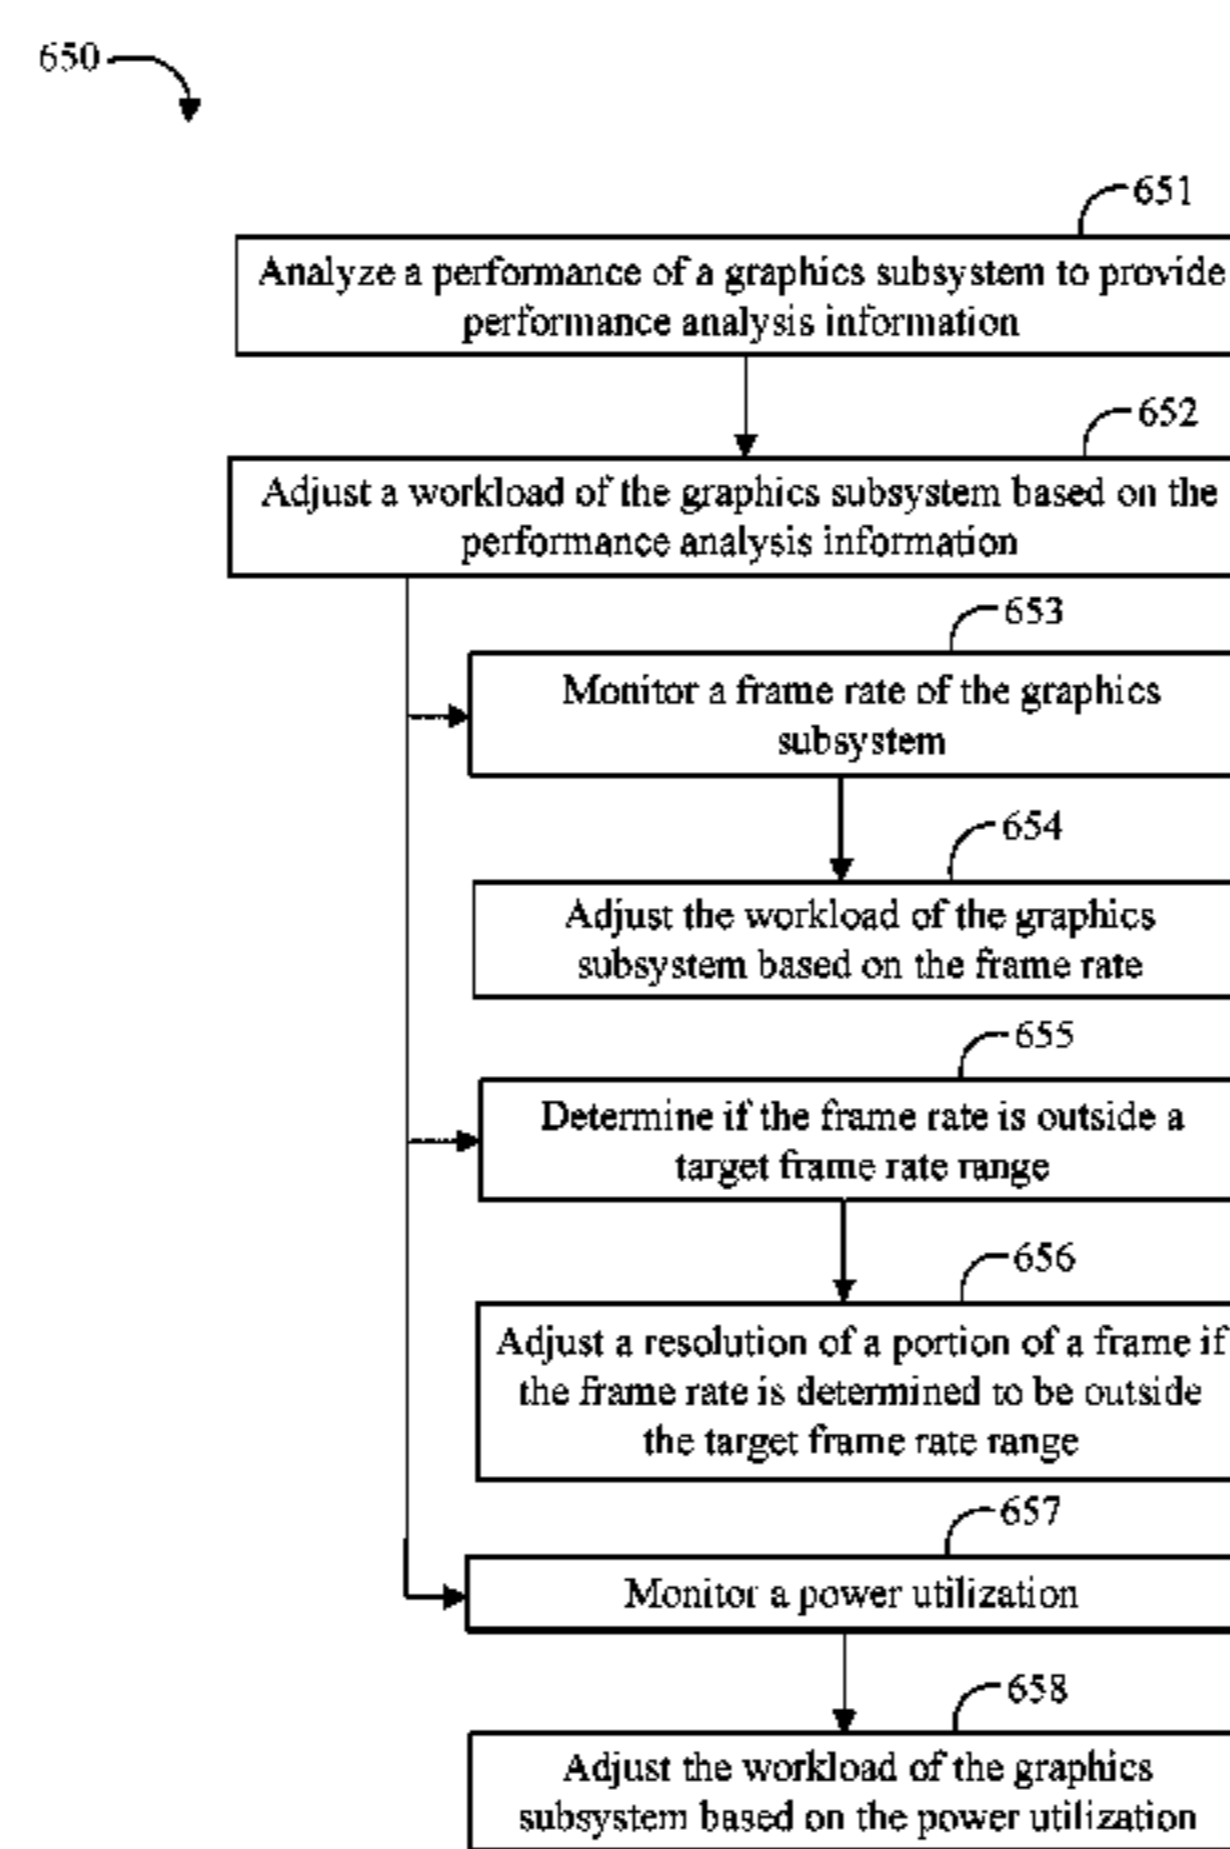 650
651
Analyze a performance of a graphics subsystem to provide
performance analysis information
652
Adjust a workload of the graphics subsystem based on the
performance analysis information
653
Monitor a frame rate of the graphics
subsystem
654
Adjust the workload of the graphics
subsystem based on the frame rate
655
Determine if the frame rate is outside a
target frame rate range
656
Adjust a resolution of a portion of a frame if
the frame rate is determined to be outside
the target frame rate range
657
Monitor a power utilization
658
Adjust the workload of the graphics
subsystem based on the power utilization